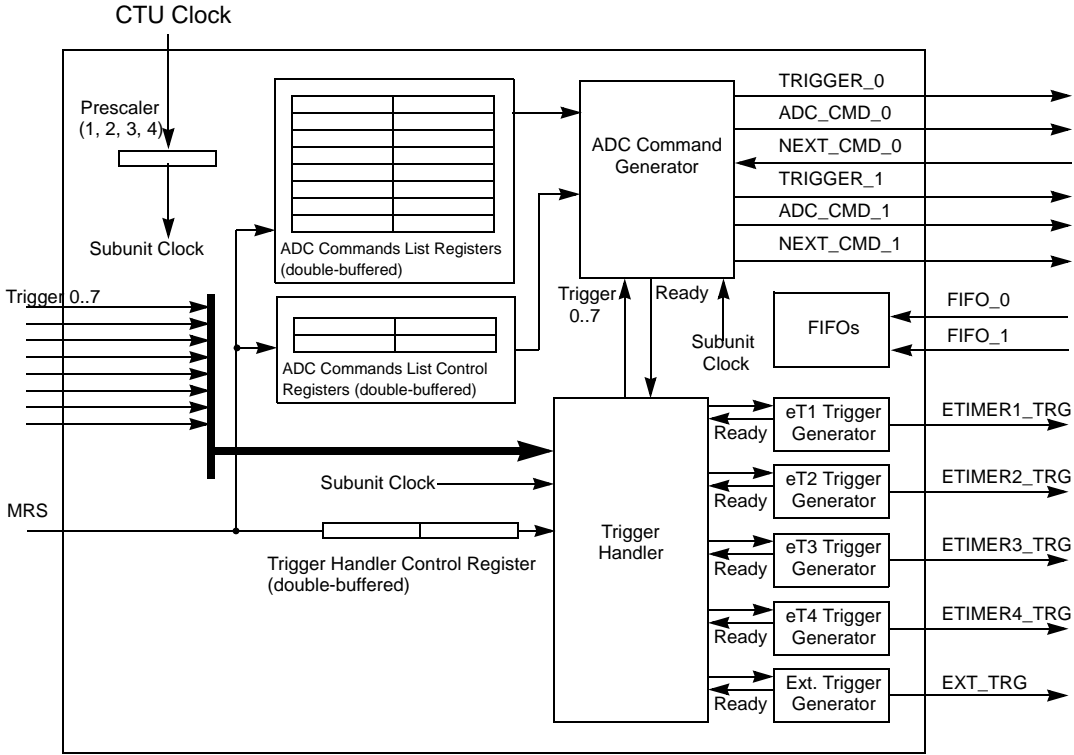 CTU Clock
Prescaler
(1, 2, 3, 4)
Subunit Clock
ADC Commands List Registers
(double-buffered)
ADC Command
Generator
TRIGGER_0
ADC_CMD_0
NEXT_CMD_0
TRIGGER_1
ADC_CMD_1
NEXT_CMD_1
Trigger 0..7
ADC Commands List Control
Registers (double-buffered)
Trigger
0..7
Ready
Subunit
Clock
FIFOs
FIFO_0
FIFO_1
Subunit Clock
MRS
Trigger Handler Control Register
(double-buffered)
Trigger
Handler
Ready
eT1 Trigger
Generator
ETIMER1_TRG
Ready
eT2 Trigger
Generator
ETIMER2_TRG
Ready
eT3 Trigger
Generator
ETIMER3_TRG
Ready
eT4 Trigger
Generator
ETIMER4_TRG
Ready
Ext. Trigger
Generator
EXT_TRG